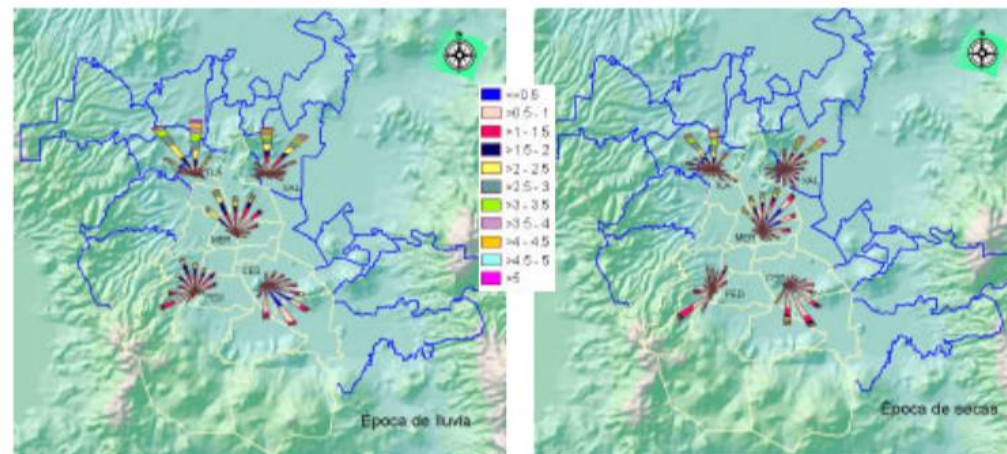 N
N
<=0.5
>0.5 - 1
>1 - 1.5
>1.5 - 2
>2 - 2.5
>2.5 - 3
>3 - 3.5
>3.5 - 4
>4 - 4.5
>4.5 - 5
>5
TLA
XAL
MER
CES
PED
Época de lluvia
XAL
MER
PED
Época de secas